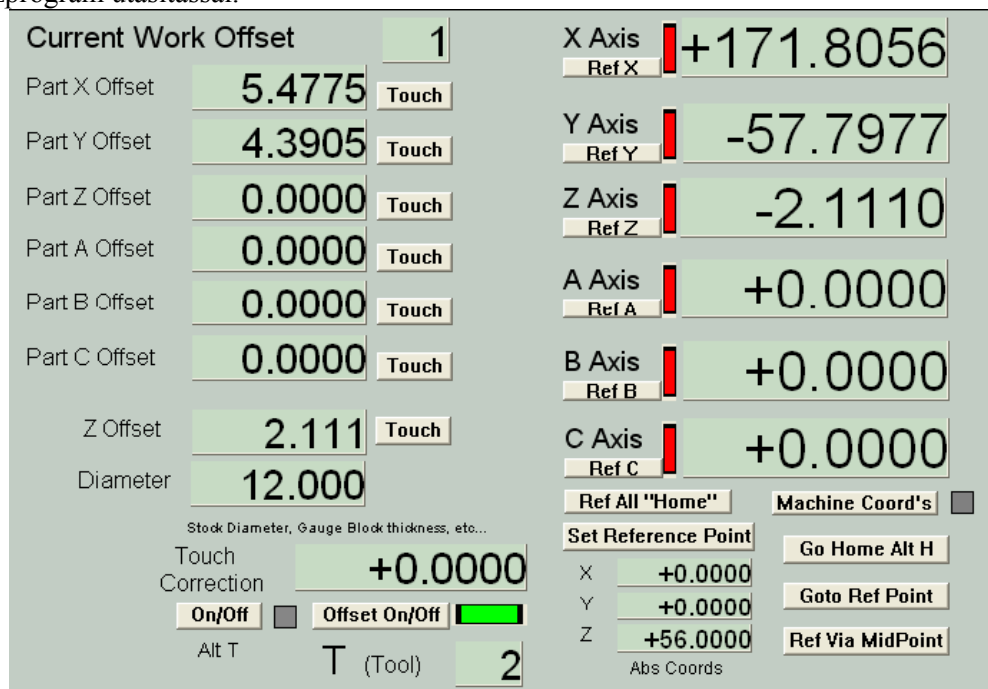 program utasítással.
Current Work Offset 1
Part X Offset 5.4775 Touch
Part Y Offset 4.3905 Touch
Part Z Offset 0.0000 Touch
Part A Offset 0.0000 Touch
Part B Offset 0.0000 Touch
Part C Offset 0.0000 Touch
Z Offset 2.111 Touch
Diameter 12.000
Stock Diameter, Gauge Block thickness, etc...
Touch Correction +0.0000
On/Off Offset On/Off
Alt T
T (Tool) 2
X Axis +171.8056
Ref X
Y Axis -57.7977
Ref Y
Z Axis -2.1110
Ref Z
A Axis +0.0000
Ref A
B Axis +0.0000
Ref B
C Axis +0.0000
Ref C
Ref All "Home" Machine Coord's
Set Reference Point Go Home Alt H
X +0.0000
Y +0.0000 Goto Ref Point
Z +56.0000 Ref Via MidPoint
Abs Coords